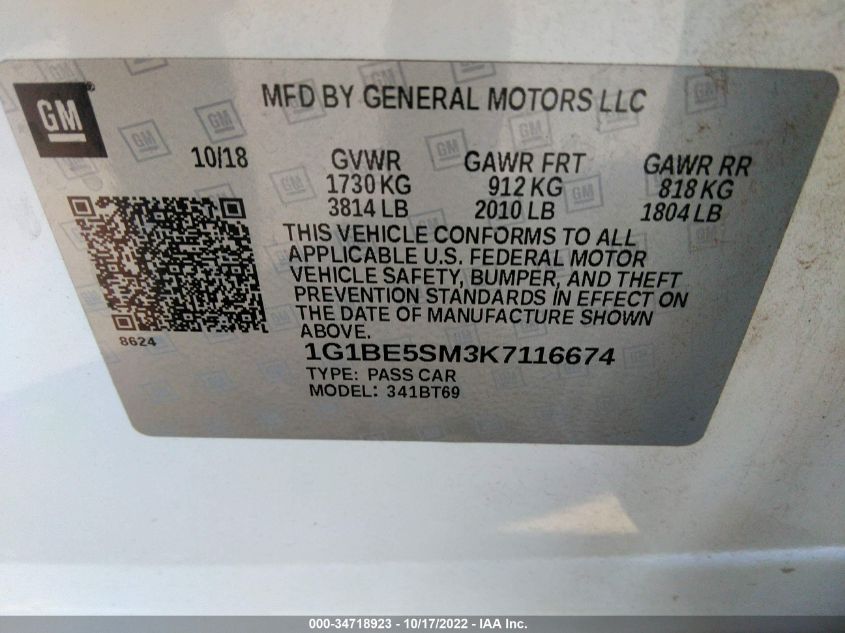 GM
MFD BY GENERAL MOTORS LLC
10/18 GVWR GAWR FRT GAWR RR
1730 KG 912 KG 818 KG
3814 LB 2010 LB 1804 LB
THIS VEHICLE CONFORMS TO ALL
APPLICABLE U.S. FEDERAL MOTOR
VEHICLE SAFETY, BUMPER, AND THEFT
PREVENTION STANDARDS IN EFFECT ON
THE DATE OF MANUFACTURE SHOWN
ABOVE.
8624
1G1BE5SM3K7116674
TYPE: PASS CAR
MODEL: 341BT69
000-34718923 - 10/17/2022 - IAA Inc.